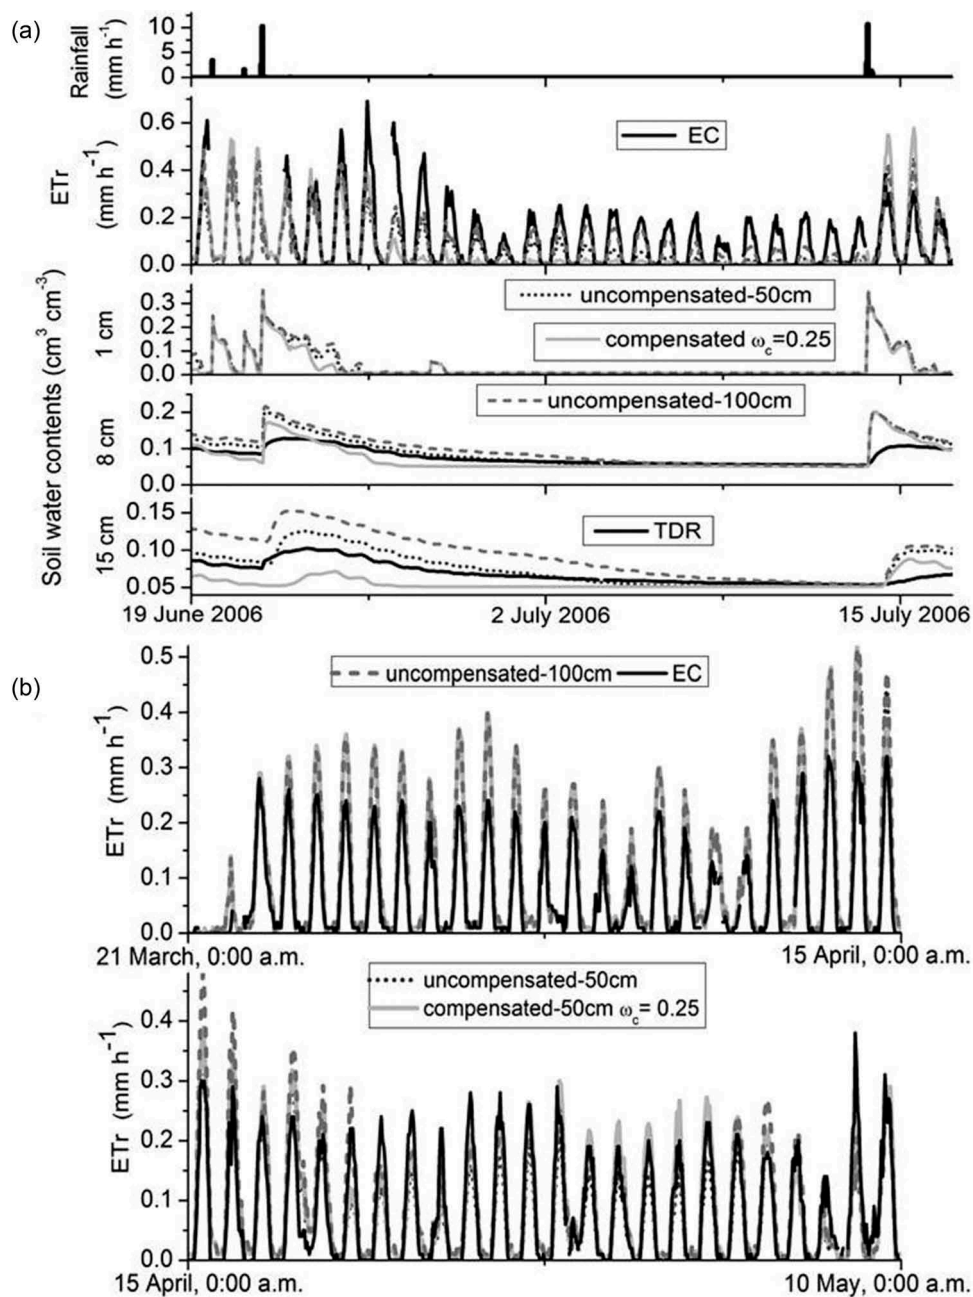 (a)
Rainfall
(mm h-1)
10
5
0
ETr
(mm h-1)
0.6
0.4
0.2
0.0
EC
Soil water contents (cm3 cm-3)
1 cm
0.3
0.2
0.1
0.0
uncompensated-50cm
compensated ωc=0.25
8 cm
0.2
0.1
0.0
uncompensated-100cm
15 cm
0.15
0.10
0.05
TDR
19 June 2006
2 July 2006
15 July 2006
(b)
ETr (mm h-1)
0.5
0.4
0.3
0.2
0.1
0.0
uncompensated-100cm EC
21 March, 0:00 a.m.
15 April, 0:00 a.m.
ETr (mm h-1)
0.4
0.3
0.2
0.1
0.0
uncompensated-50cm
compensated-50cm ωc= 0.25
15 April, 0:00 a.m.
10 May, 0:00 a.m.